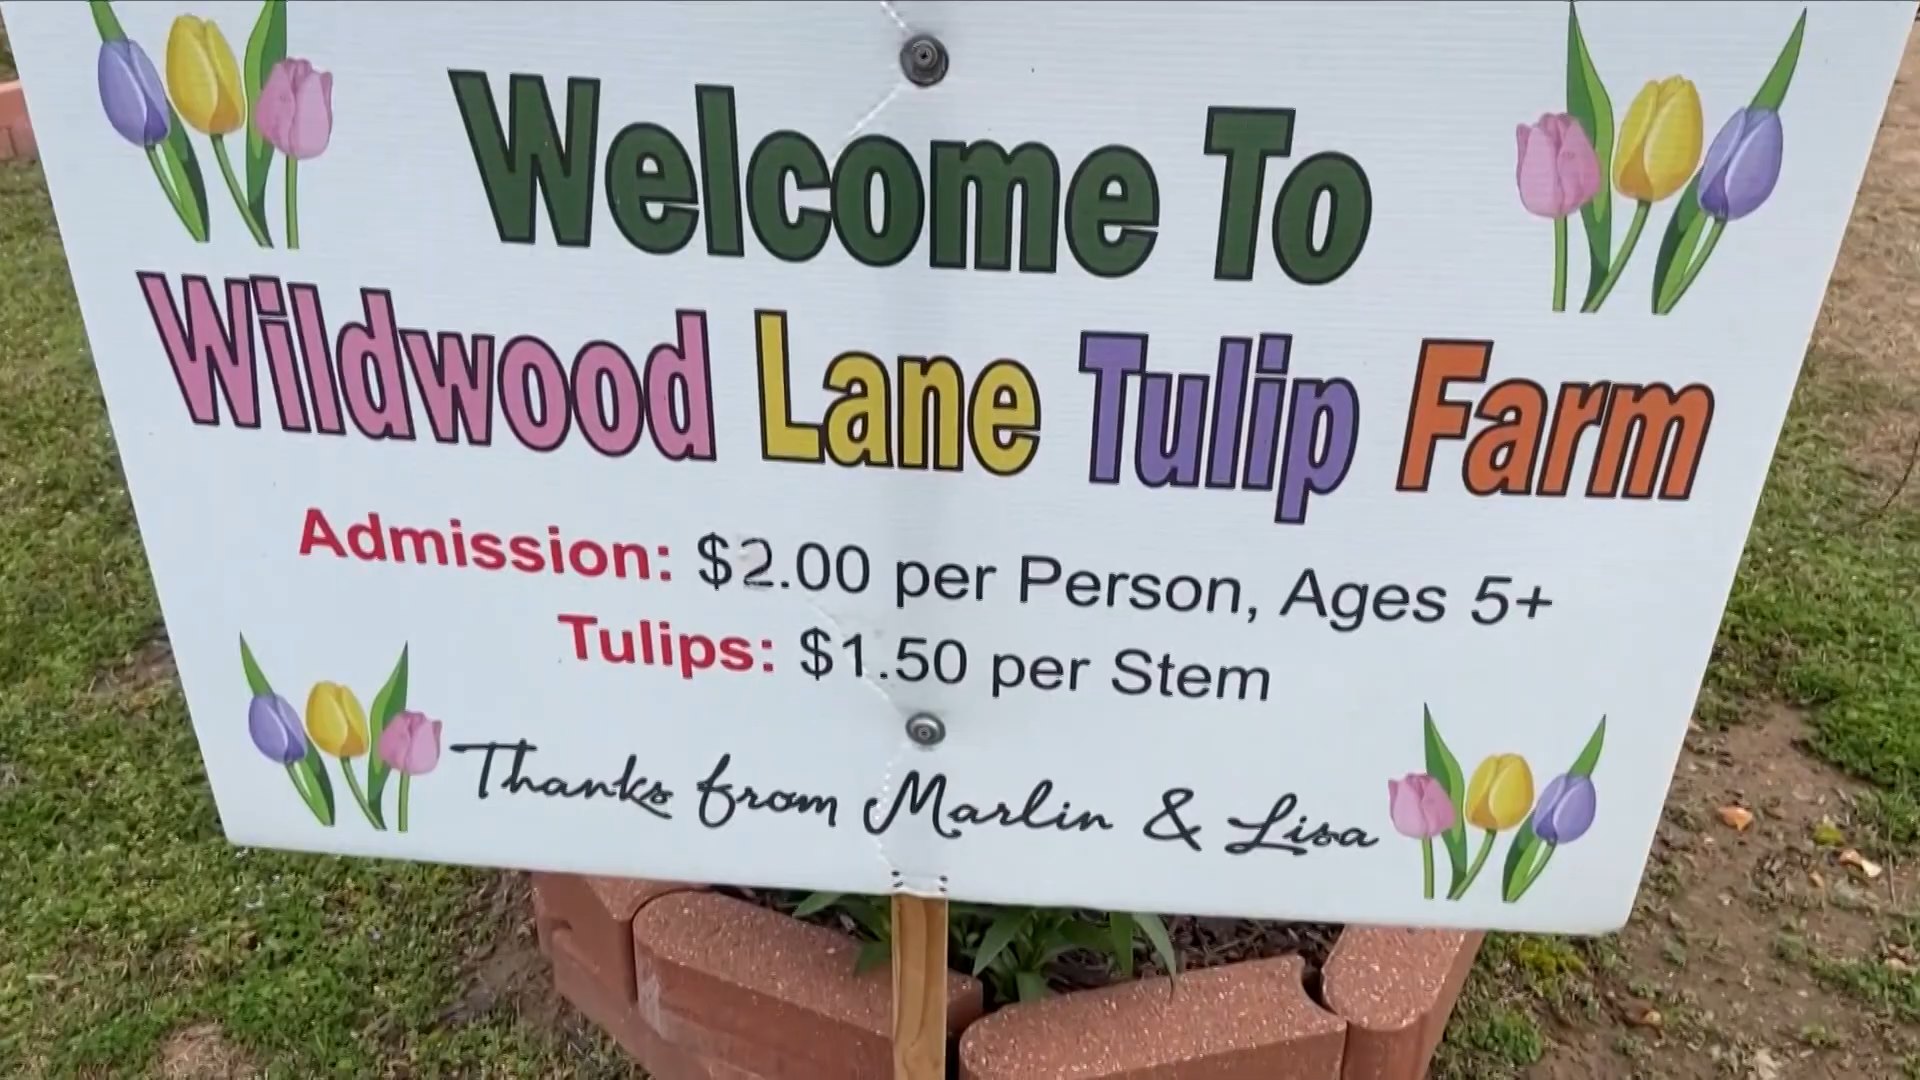 Welcome To
Wildwood Lane Tulip Farm
Admission: $2.00 per Person, Ages 5+
Tulips: $1.50 per Stem
Thanks from Marlin & Lisa